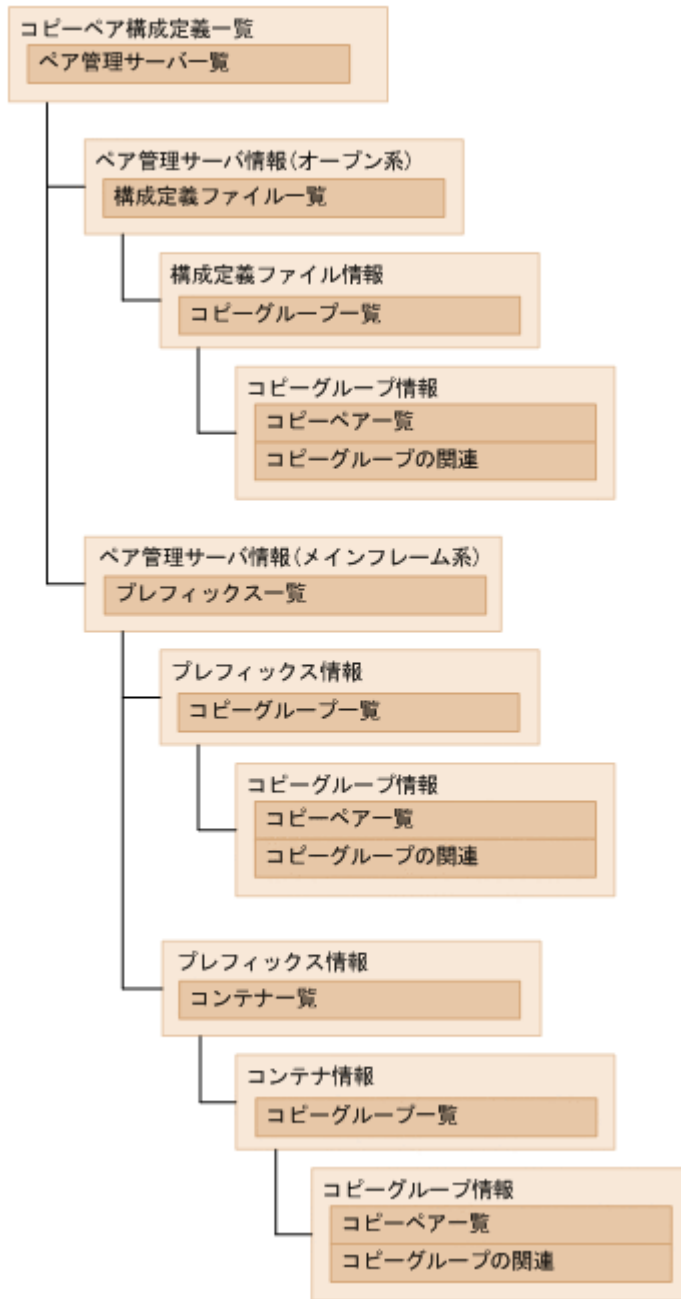 コピーペア構成定義一覧
ペア管理サーバ一覧
ペア管理サーバ情報(オープン系)
構成定義ファイル一覧
構成定義ファイル情報
コピーグループ一覧
コピーグループ情報
コピーペア一覧
コピーグループの関連
ペア管理サーバ情報(メインフレーム系)
プレフィックス一覧
プレフィックス情報
コピーグループ一覧
コピーグループ情報
コピーペア一覧
コピーグループの関連
プレフィックス情報
コンテナ一覧
コンテナ情報
コピーグループ一覧
コピーグループ情報
コピーペア一覧
コピーグループの関連